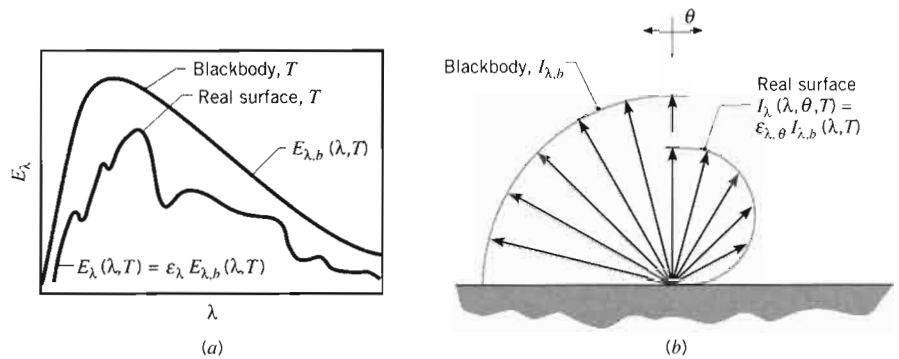 Blackbody, T
Real surface, T
E_λ,b (λ,T)
E_λ
E_λ (λ,T) = ε_λ E_λ,b (λ,T)
λ
(a)
θ
Blackbody, I_λ,b
Real surface
I_λ (λ, θ, T) =
ε_λ, θ I_λ,b (λ,T)
(b)